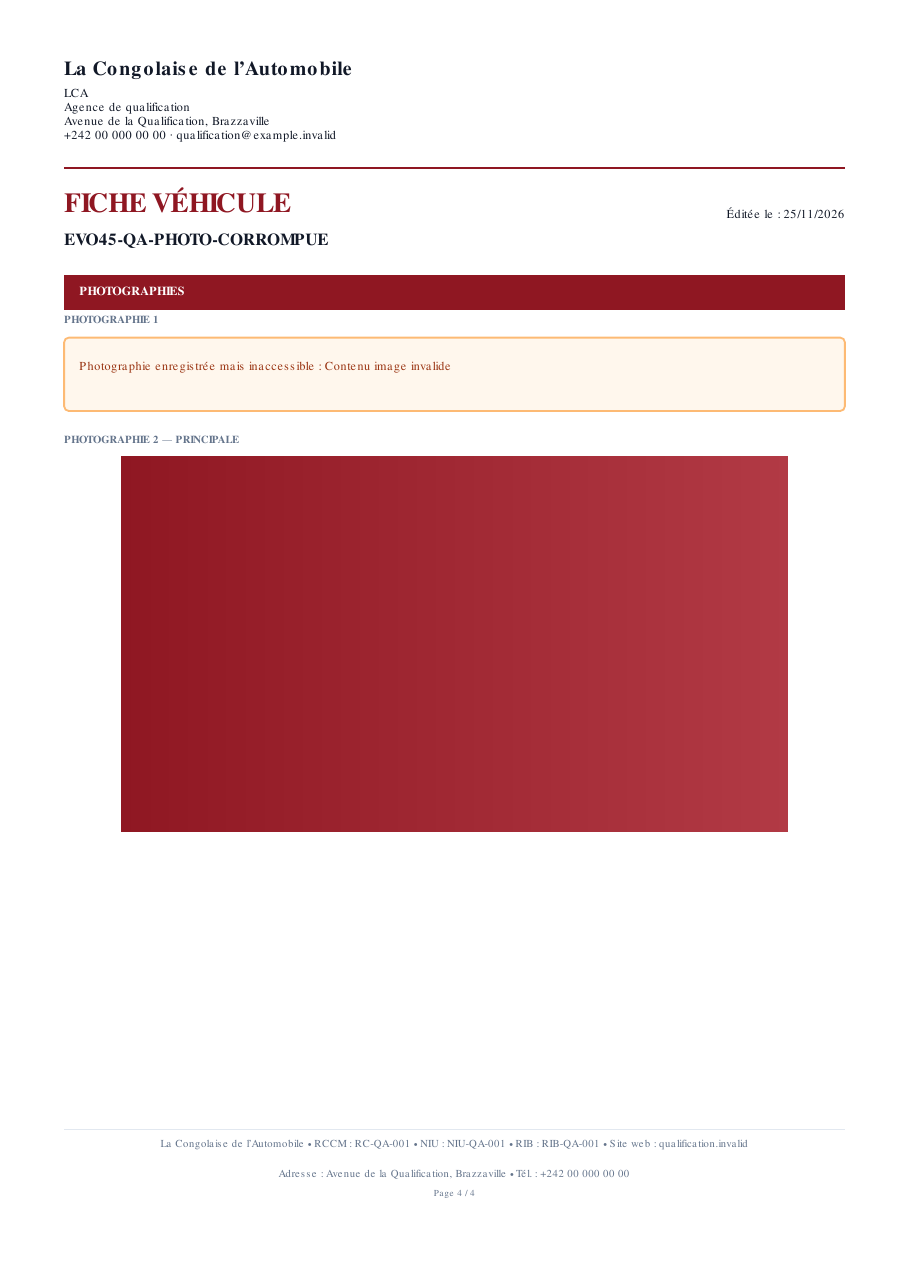 La Congolaise de l'Automobile
LCA
Agence de qualification
Avenue de la Qualification, Brazzaville
+242 00 000 00 00 · qualification@example.invalid
FICHE VÉHICULE
Éditée le : 25/11/2026
EVO45-QA-PHOTO-CORROMPUE
PHOTOGRAPHIES
PHOTOGRAPHIE 1
Photographie enregistrée mais inaccessible : Contenu image invalide
PHOTOGRAPHIE 2 — PRINCIPALE
La Congolaise de l'Automobile • RCCM : RC-QA-001 • NIU : NIU-QA-001 • RIB : RIB-QA-001 • Site web : qualification.invalid
Adresse : Avenue de la Qualification, Brazzaville • Tél. : +242 00 000 00 00
Page 4 / 4